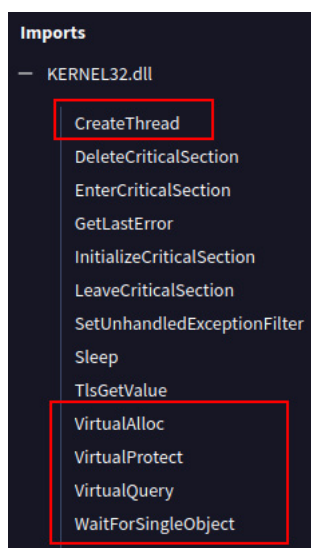 Imports
— KERNEL32.dll
CreateThread
DeleteCriticalSection
EnterCriticalSection
GetLastError
InitializeCriticalSection
LeaveCriticalSection
SetUnhandledExceptionFilter
Sleep
TlsGetValue
VirtualAlloc
VirtualProtect
VirtualQuery
WaitForSingleObject